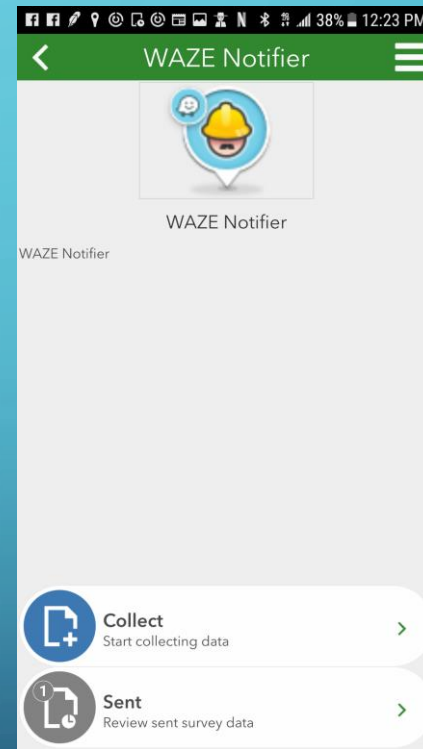 38% 12:23 PM
WAZE Notifier
WAZE Notifier
WAZE Notifier
Collect
Start collecting data
1
Sent
Review sent survey data